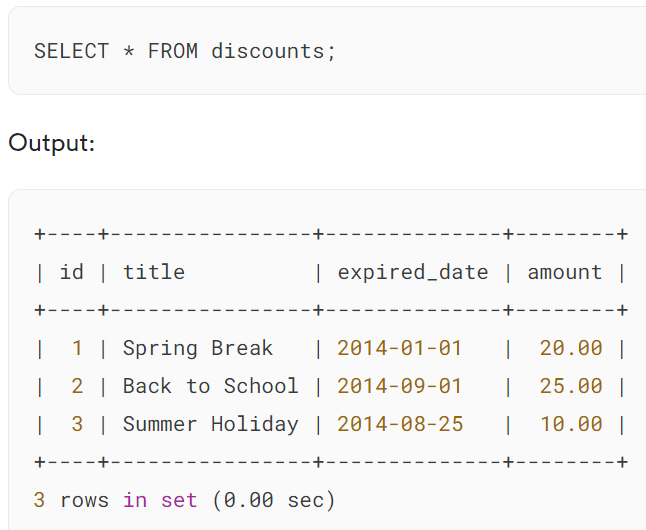 SELECT * FROM discounts;
Output:
+----+----------------+--------------+--------+
| id | title          | expired_date | amount |
+----+----------------+--------------+--------+
|  1 | Spring Break   | 2014-01-01   |  20.00 |
|  2 | Back to School | 2014-09-01   |  25.00 |
|  3 | Summer Holiday | 2014-08-25   |  10.00 |
+----+----------------+--------------+--------+
3 rows in set (0.00 sec)